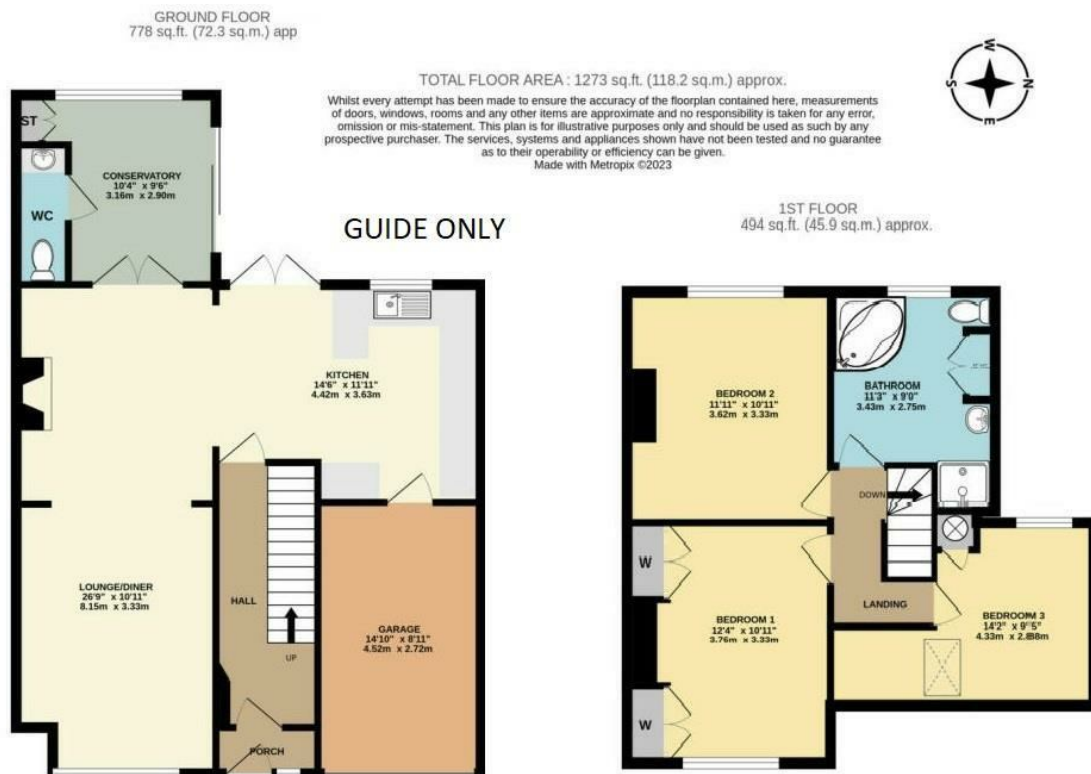 GROUND FLOOR
778 sq.ft. (72.3 sq.m.) app
TOTAL FLOOR AREA : 1273 sq.ft. (118.2 sq.m.) approx.
Whilst every attempt has been made to ensure the accuracy of the floorplan contained here, measurements
of doors, windows, rooms and any other items are approximate and no responsibility is taken for any error,
omission or mis-statement. This plan is for illustrative purposes only and should be used as such by any
prospective purchaser. The services, systems and appliances shown have not been tested and no guarantee
as to their operability or efficiency can be given.
Made with Metropix ©2023
W
N
S
E
ST
CONSERVATORY
10'4" x 9'6"
3.16m x 2.90m
WC
GUIDE ONLY
KITCHEN
14'6" x 11'11"
4.42m x 3.63m
LOUNGE/DINER
26'9" x 10'11"
8.15m x 3.33m
HALL
UP
GARAGE
14'10" x 8'11"
4.52m x 2.72m
PORCH
1ST FLOOR
494 sq.ft. (45.9 sq.m.) approx.
BEDROOM 2
11'11" x 10'11"
3.62m x 3.33m
BATHROOM
11'3" x 9'0"
3.43m x 2.75m
DOWN
W
BEDROOM 1
12'4" x 10'11"
3.76m x 3.33m
W
LANDING
BEDROOM 3
14'2" x
4.33m x